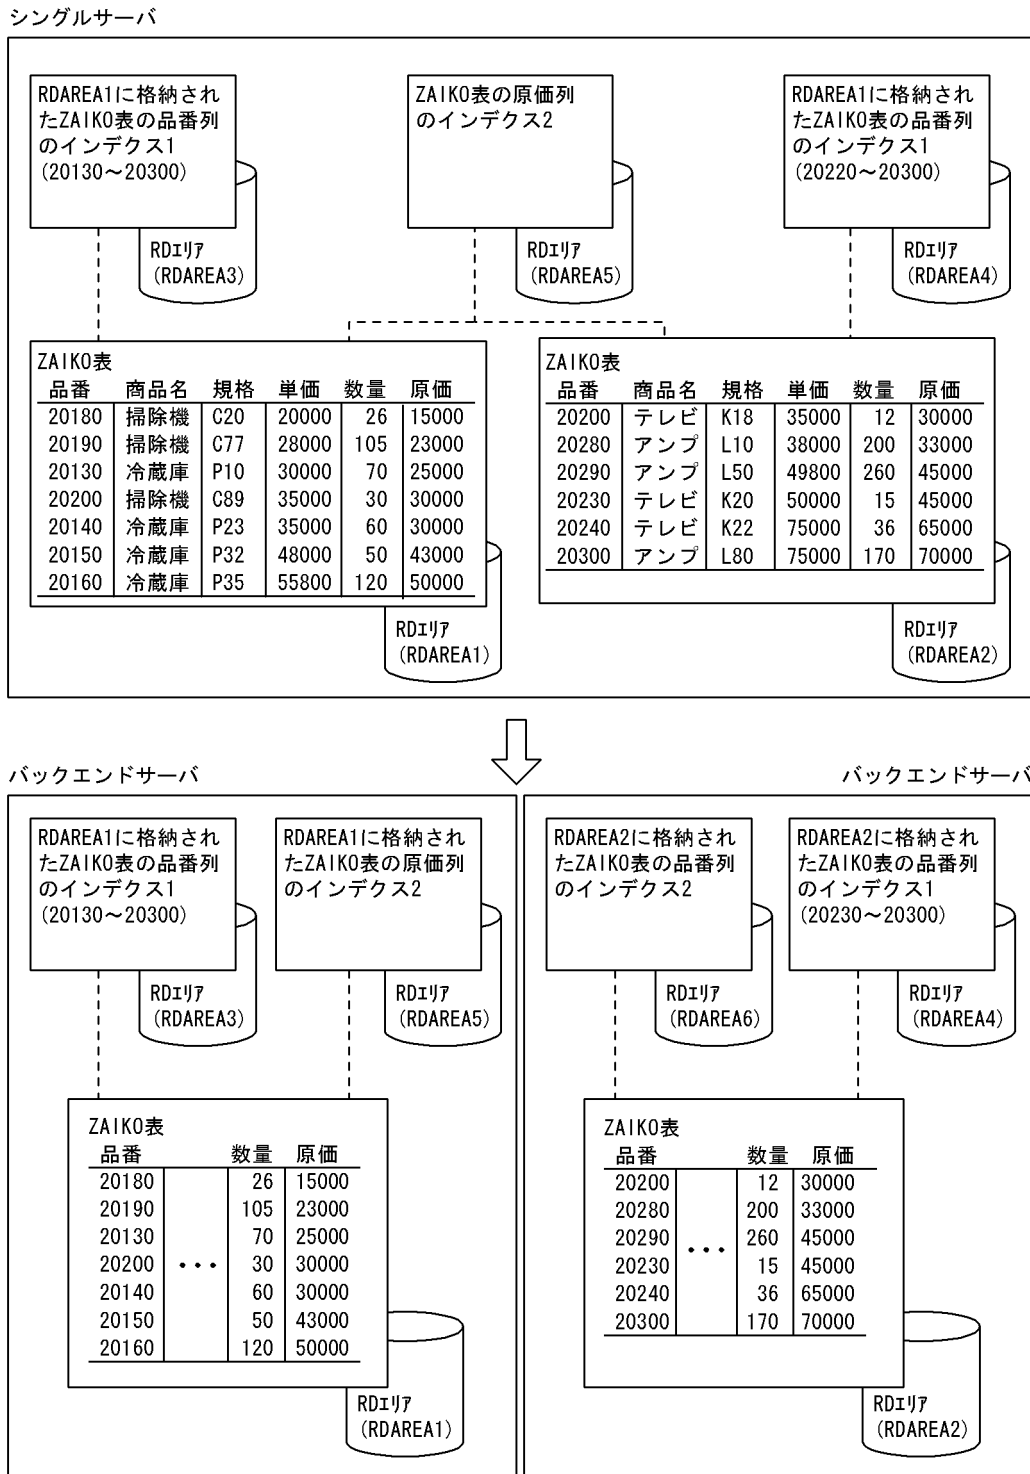 シングルサーバ
RDAREA1に格納され
たZAIKO表の品番列
のインデクス1
(20130～20300)
RDエリア
(RDAREA3)
ZAIKO表の原価列
のインデクス2
RDエリア
(RDAREA5)
RDAREA1に格納され
たZAIKO表の品番列
のインデクス1
(20220～20300)
RDエリア
(RDAREA4)
ZAIKO表
品番 商品名 規格 単価 数量 原価
20180 掃除機 C20 20000 26 15000
20190 掃除機 C77 28000 105 23000
20130 冷蔵庫 P10 30000 70 25000
20200 掃除機 C89 35000 30 30000
20140 冷蔵庫 P23 35000 60 30000
20150 冷蔵庫 P32 48000 50 43000
20160 冷蔵庫 P35 55800 120 50000
RDエリア
(RDAREA1)
ZAIKO表
品番 商品名 規格 単価 数量 原価
20200 テレビ K18 35000 12 30000
20280 アンプ L10 38000 200 33000
20290 アンプ L50 49800 260 45000
20230 テレビ K20 50000 15 45000
20240 テレビ K22 75000 36 65000
20300 アンプ L80 75000 170 70000
RDエリア
(RDAREA2)
バックエンドサーバ
RDAREA1に格納され
たZAIKO表の品番列
のインデクス1
(20130～20300)
RDエリア
(RDAREA3)
RDAREA1に格納され
たZAIKO表の原価列
のインデクス2
RDエリア
(RDAREA5)
ZAIKO表
品番 数量 原価
20180 26 15000
20190 105 23000
20130 70 25000
20200 ・・・ 30 30000
20140 60 30000
20150 50 43000
20160 120 50000
RDエリア
(RDAREA1)
バックエンドサーバ
RDAREA2に格納され
たZAIKO表の品番列
のインデクス2
RDエリア
(RDAREA6)
RDAREA2に格納され
たZAIKO表の品番列
のインデクス1
(20230～20300)
RDエリア
(RDAREA4)
ZAIKO表
品番 数量 原価
20200 12 30000
20280 200 33000
20290 ・・・ 260 45000
20230 15 45000
20240 36 65000
20300 170 70000
RDエリア
(RDAREA2)